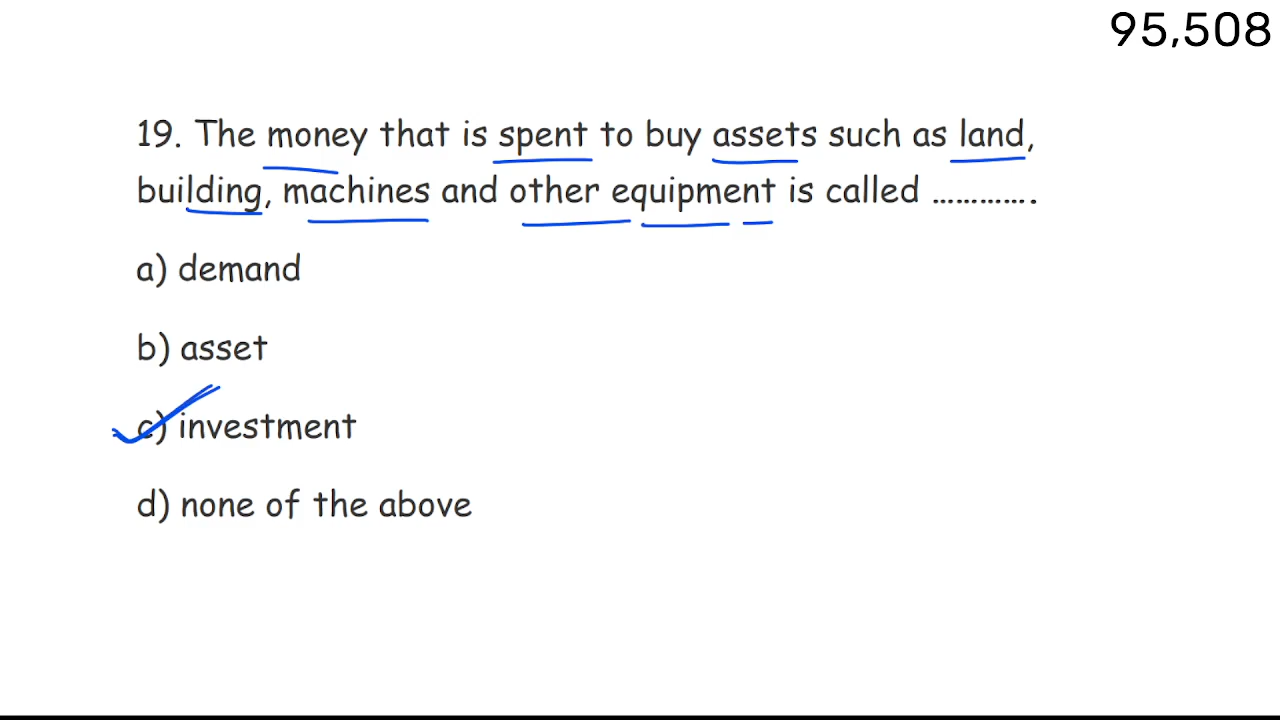 95,508
19. The money that is spent to buy assets such as land,
building, machines and other equipment is called .............
a) demand
b) asset
c) investment
d) none of the above